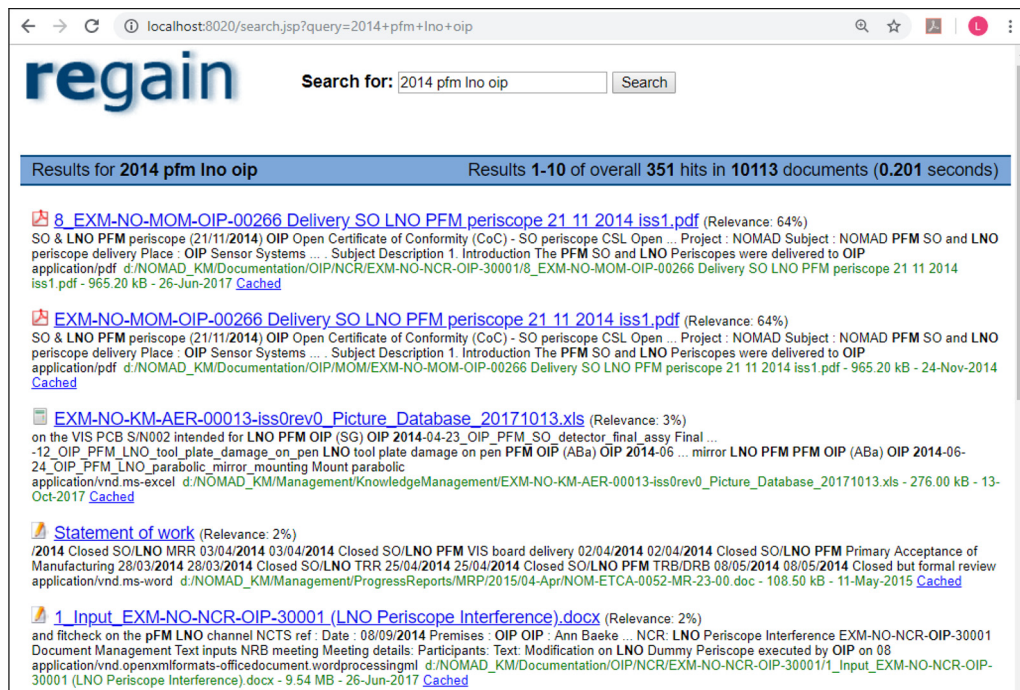 localhost:8020/search.jsp?query=2014+pfm+lno+oip
L
regain
Search for: 2014 pfm lno oip Search
Results for 2014 pfm lno oip Results 1-10 of overall 351 hits in 10113 documents (0.201 seconds)
8_EXM-NO-MOM-OIP-00266 Delivery SO LNO PFM periscope 21 11 2014 iss1.pdf (Relevance: 64%)
SO & LNO PFM periscope (21/11/2014) OIP Open Certificate of Conformity (CoC) - SO periscope CSL Open ... Project : NOMAD Subject : NOMAD PFM SO and LNO
periscope delivery Place : OIP Sensor Systems ... . Subject Description 1. Introduction The PFM SO and LNO Periscopes were delivered to OIP
application/pdf d:/NOMAD_KM/Documentation/OIP/NCR/EXM-NO-NCR-OIP-30001/8_EXM-NO-MOM-OIP-00266 Delivery SO LNO PFM periscope 21 11 2014
iss1.pdf - 965.20 kB - 26-Jun-2017 Cached
EXM-NO-MOM-OIP-00266 Delivery SO LNO PFM periscope 21 11 2014 iss1.pdf (Relevance: 64%)
SO & LNO PFM periscope (21/11/2014) OIP Open Certificate of Conformity (CoC) - SO periscope CSL Open ... Project : NOMAD Subject : NOMAD PFM SO and LNO
periscope delivery Place : OIP Sensor Systems ... . Subject Description 1. Introduction The PFM SO and LNO Periscopes were delivered to OIP
application/pdf d:/NOMAD_KM/Documentation/OIP/MOM/EXM-NO-MOM-OIP-00266 Delivery SO LNO PFM periscope 21 11 2014 iss1.pdf - 965.20 kB - 24-Nov-2014
Cached
EXM-NO-KM-AER-00013-iss0rev0_Picture_Database_20171013.xls (Relevance: 3%)
on the VIS PCB S/N002 intended for LNO PFM OIP (SG) OIP 2014-04-23_OIP_PFM_SO_detector_final_assy Final ...
-12_OIP_PFM_LNO_tool_plate_damage_on_pen LNO tool plate damage on pen PFM OIP (ABa) OIP 2014-06 ... mirror LNO PFM PFM OIP (ABa) OIP 2014-06-
24_OIP_PFM_LNO_parabolic_mirror_mounting Mount parabolic
application/vnd.ms-excel d:/NOMAD_KM/Management/KnowledgeManagement/EXM-NO-KM-AER-00013-iss0rev0_Picture_Database_20171013.xls - 276.00 kB - 13-
Oct-2017 Cached
Statement of work (Relevance: 2%)
/2014 Closed SO/LNO MRR 03/04/2014 03/04/2014 Closed SO/LNO PFM VIS board delivery 02/04/2014 02/04/2014 Closed SO/LNO PFM Primary Acceptance of
Manufacturing 28/03/2014 28/03/2014 Closed SO/LNO TRR 25/04/2014 25/04/2014 Closed SO/LNO PFM TRB/DRB 08/05/2014 08/05/2014 Closed but formal review
application/vnd.ms-word d:/NOMAD_KM/Management/ProgressReports/MRP/2015/04-Apr/NOM-ETCA-0052-MR-23-00.doc - 108.50 kB - 11-May-2015 Cached
1_Input_EXM-NO-NCR-OIP-30001 (LNO Periscope Interference).docx (Relevance: 2%)
and fitcheck on the pFM LNO channel NCTS ref : Date : 08/09/2014 Premises : OIP OIP : Ann Baeke ... NCR: LNO Periscope Interference EXM-NO-NCR-OIP-30001
Document Management Text inputs NRB meeting Meeting details: Participants: Text: Modification on LNO Dummy Periscope executed by OIP on 08
application/vnd.openxmlformats-officedocument.wordprocessingml d:/NOMAD_KM/Documentation/OIP/NCR/EXM-NO-NCR-OIP-30001/1_Input_EXM-NO-NCR-OIP-
30001 (LNO Periscope Interference).docx - 9.54 MB - 26-Jun-2017 Cached